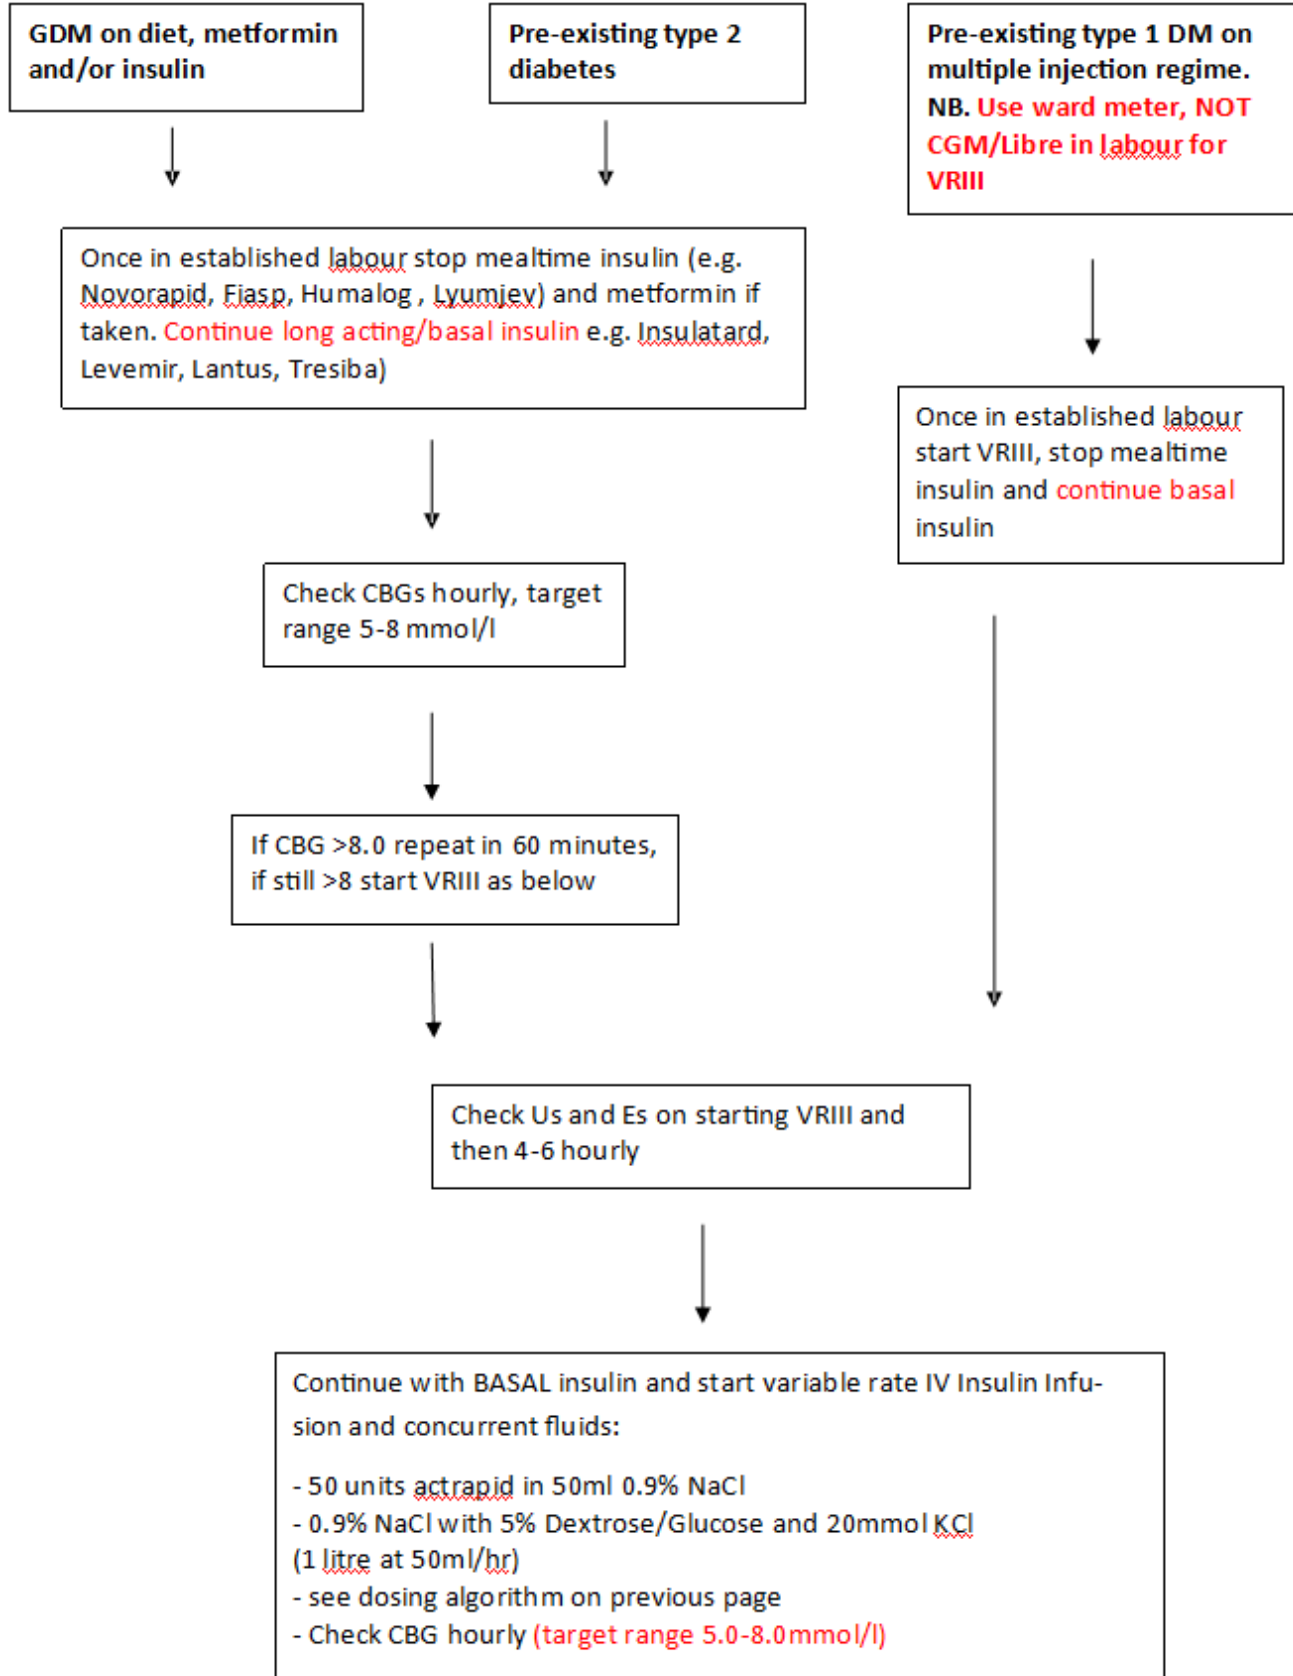 GDM on diet, metformin
and/or insulin
Pre-existing type 2
diabetes
Pre-existing type 1 DM on
multiple injection regime.
NB. Use ward meter, NOT
CGM/Libre in labour for
VRIII
Once in established labour stop mealtime insulin (e.g.
Novorapid, Fiasp, Humalog , Lyumjev) and metformin if
taken. Continue long acting/basal insulin e.g. Insulatard,
Levemir, Lantus, Tresiba)
Once in established labour
start VRIII, stop mealtime
insulin and continue basal
insulin
Check CBGs hourly, target
range 5-8 mmol/l
If CBG >8.0 repeat in 60 minutes,
if still >8 start VRIII as below
Check Us and Es on starting VRIII and
then 4-6 hourly
Continue with BASAL insulin and start variable rate IV Insulin Infu-
sion and concurrent fluids:
- 50 units actrapid in 50ml 0.9% NaCl
- 0.9% NaCl with 5% Dextrose/Glucose and 20mmol KCl
(1 litre at 50ml/hr)
- see dosing algorithm on previous page
- Check CBG hourly (target range 5.0-8.0mmol/l)